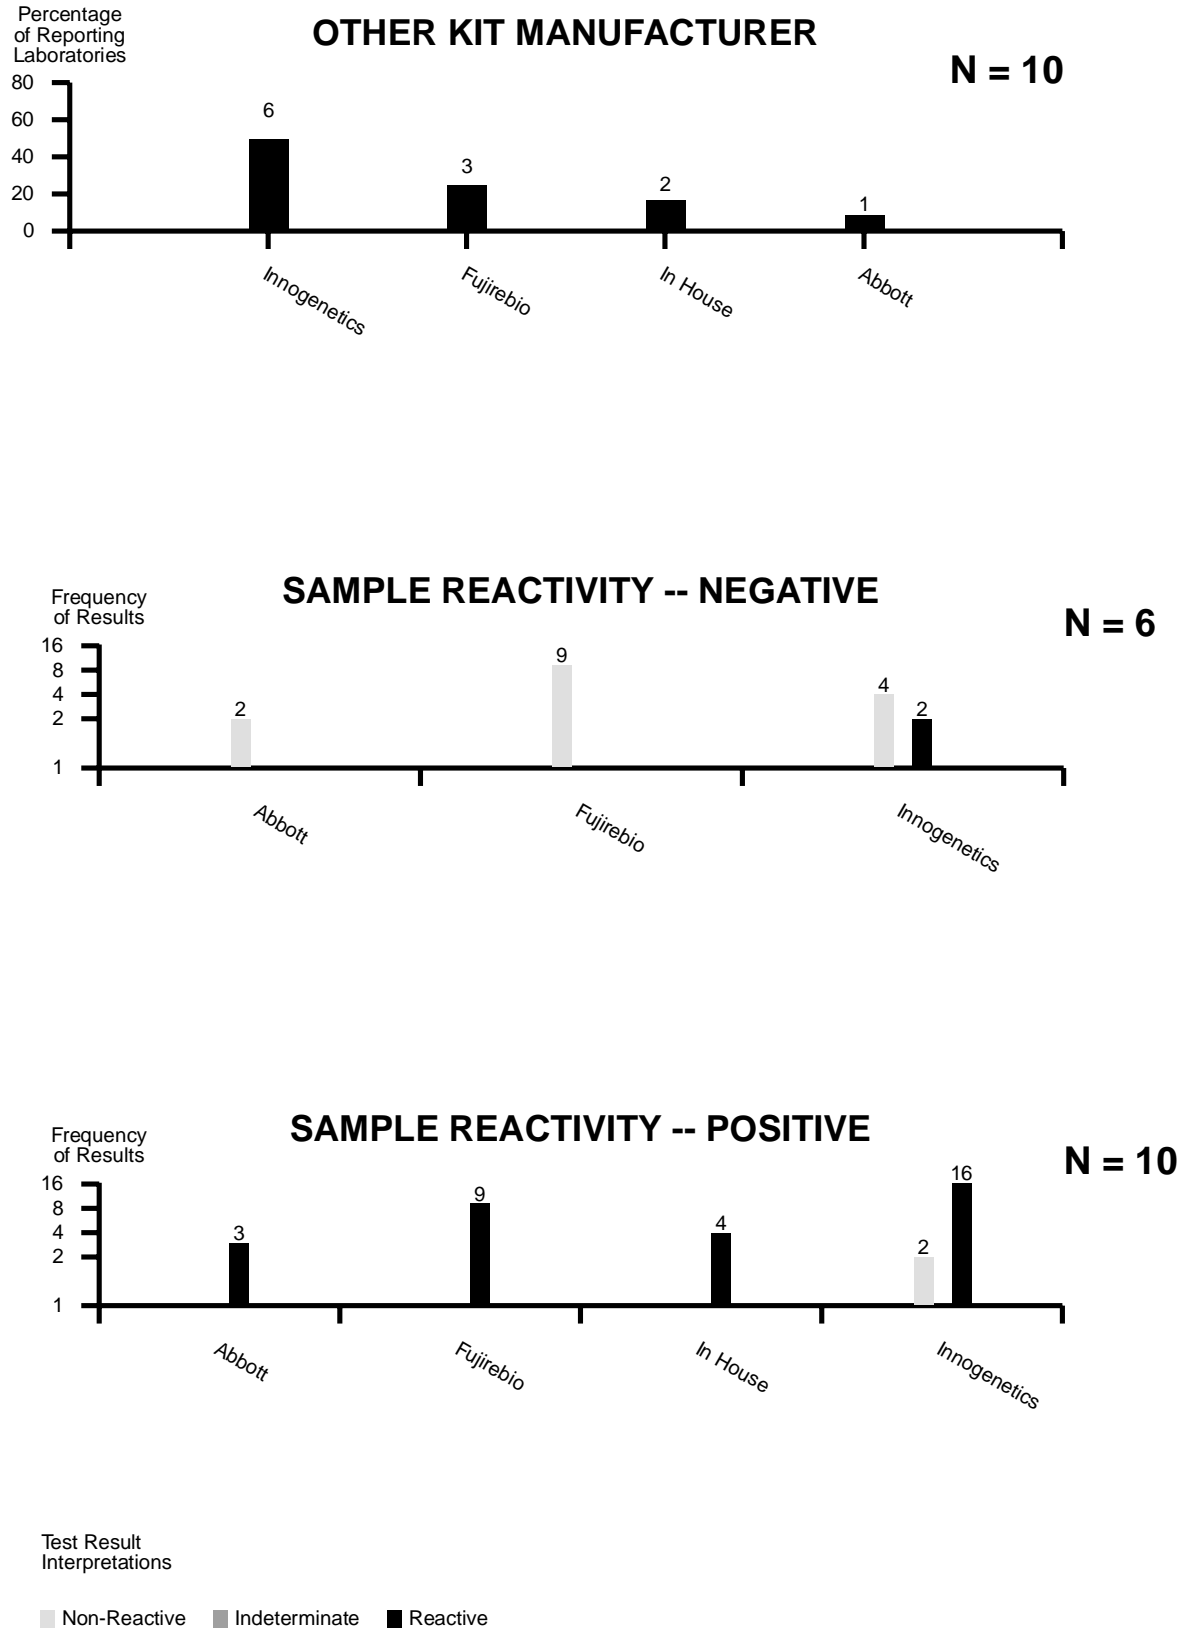 Percentage
of Reporting
Laboratories
OTHER KIT MANUFACTURER
N = 10
80
60
40
20
0
6
3
2
1
Innogenetics
Fujirebio
In House
Abbott
Frequency
of Results
SAMPLE REACTIVITY -- NEGATIVE
N = 6
16
8
4
2
1
2
9
4
2
Abbott
Fujirebio
Innogenetics
Frequency
of Results
SAMPLE REACTIVITY -- POSITIVE
N = 10
16
8
4
2
1
3
9
4
2
16
Abbott
Fujirebio
In House
Innogenetics
Test Result
Interpretations
Non-Reactive Indeterminate Reactive